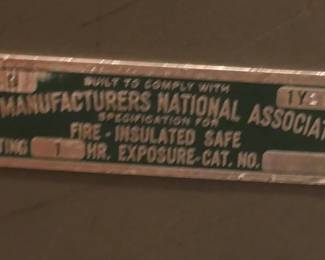 BUILT TO COMPLY WITH
MANUFACTURERS NATIONAL ASSOCIAT
SPECIFICATION FOR
FIRE-INSULATED SAFE
TING 1 HR. EXPOSURE-CAT. NO.